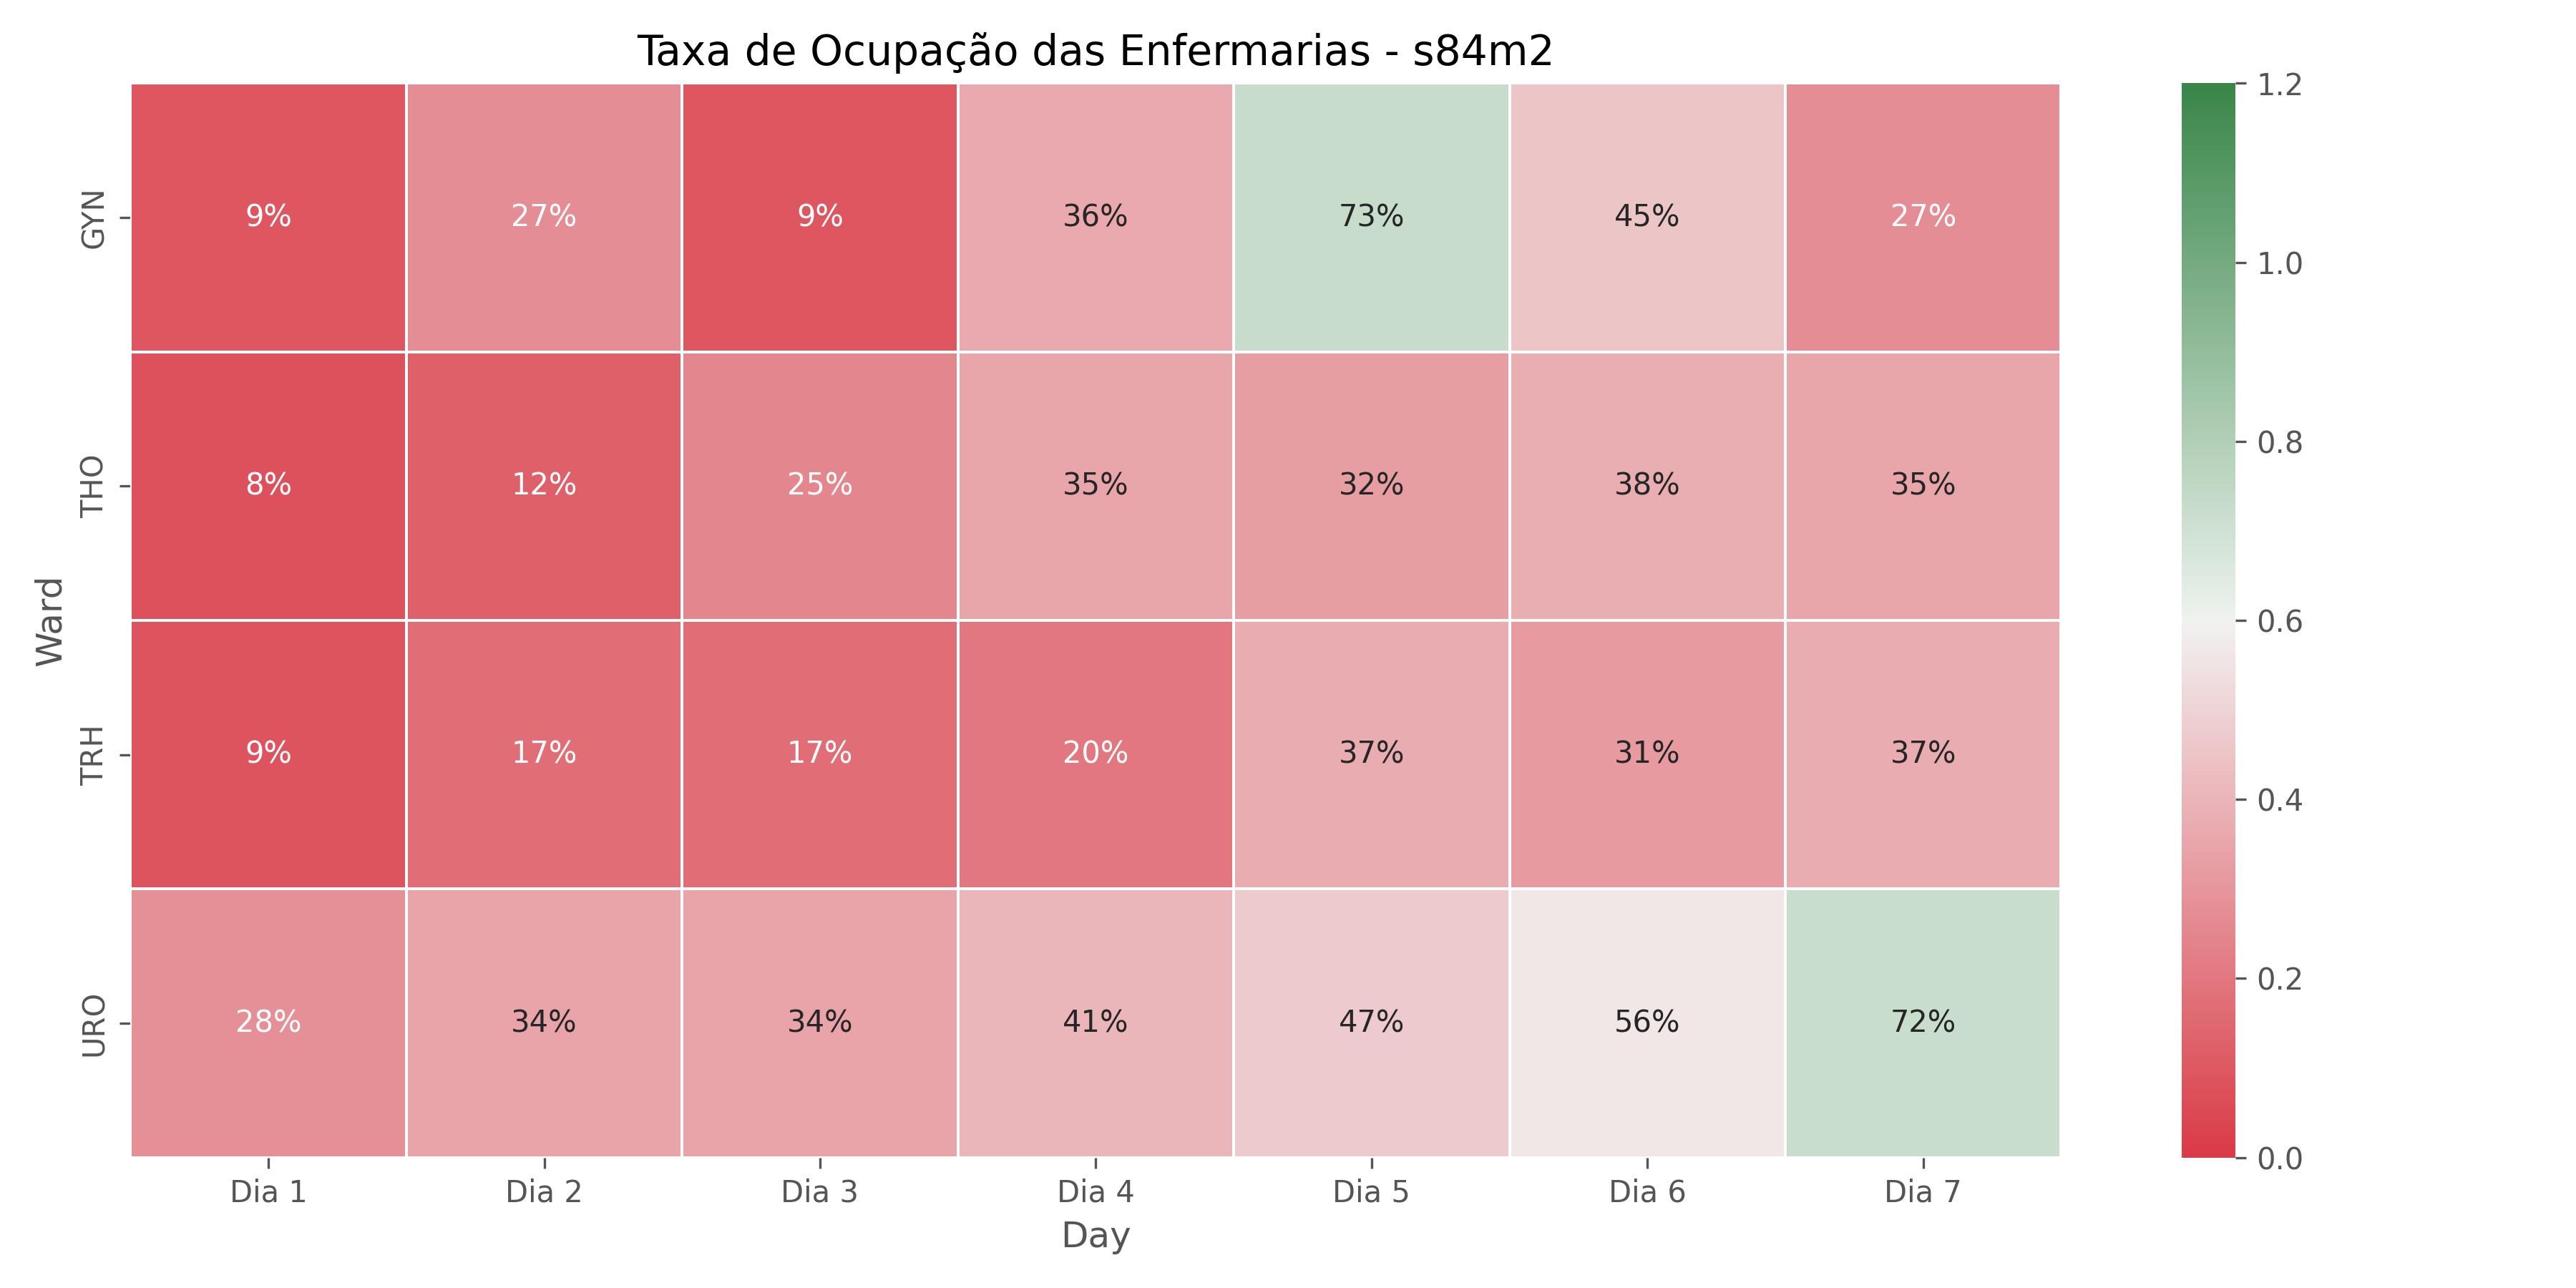 Taxa de Ocupação das Enfermarias - s84m2
Ward
GYN 9% 27% 9% 36% 73% 45% 27%
THO 8% 12% 25% 35% 32% 38% 35%
TRH 9% 17% 17% 20% 37% 31% 37%
URO 28% 34% 34% 41% 47% 56% 72%
Dia 1 Dia 2 Dia 3 Dia 4 Dia 5 Dia 6 Dia 7
Day
1.2
1.0
0.8
0.6
0.4
0.2
0.0